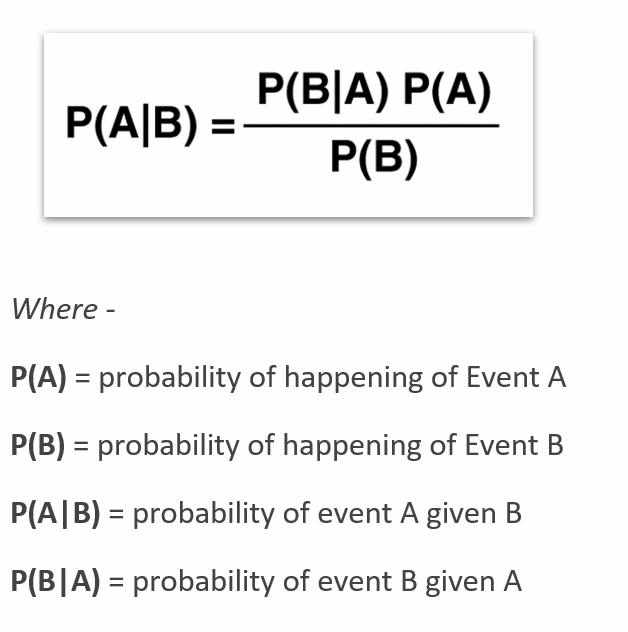 P(A|B) = P(B|A) P(A)
P(B)
Where -
P(A) = probability of happening of Event A
P(B) = probability of happening of Event B
P(A|B) = probability of event A given B
P(B|A) = probability of event B given A